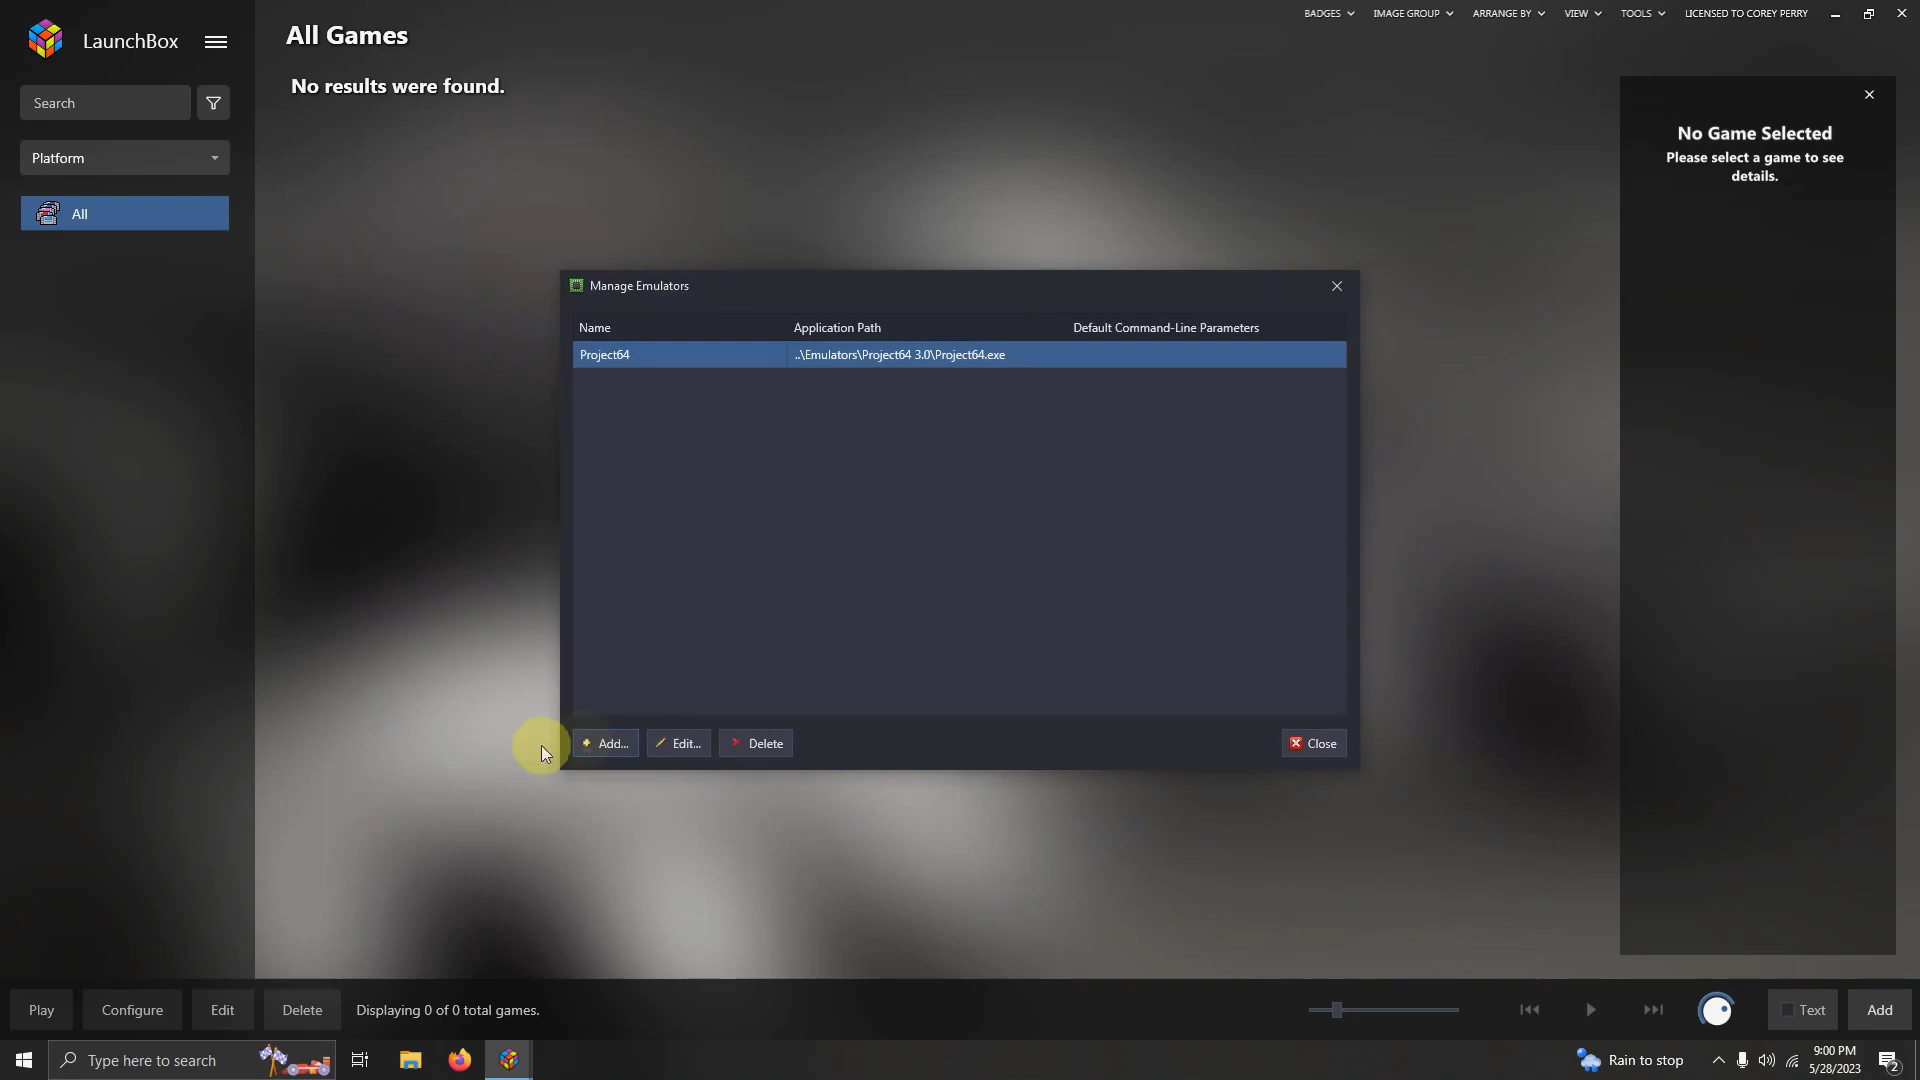 LaunchBox
BADGES
IMAGE GROUP
ARRANGE BY
VIEW
TOOLS
LICENSED TO COREY PERRY
All Games
No results were found.
Search
Platform
All
No Game Selected
Please select a game to see
details.
Manage Emulators
Name
Application Path
Default Command-Line Parameters
Project64
..\Emulators\Project64 3.0\Project64.exe
Add...
Edit...
Delete
Close
Play
Configure
Edit
Delete
Displaying 0 of 0 total games.
Text
Add
Type here to search
Rain to stop
9:00 PM
5/28/2023
2